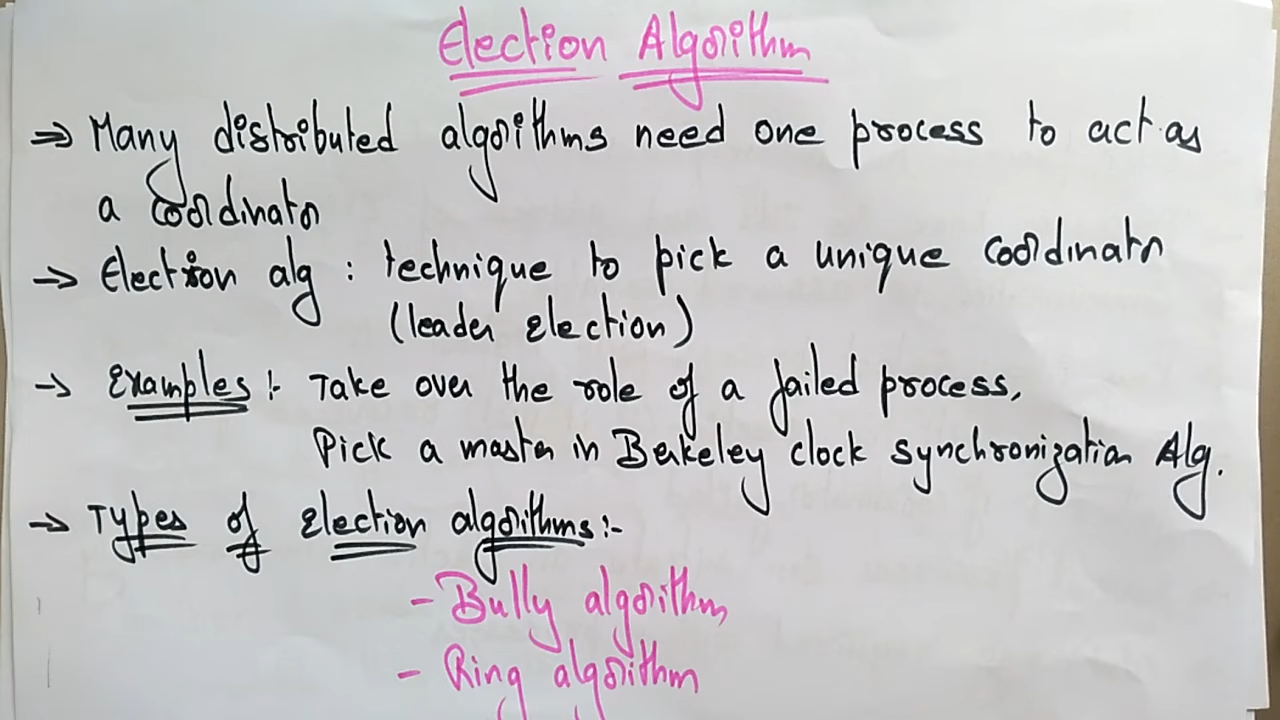 Election Algorithm
⇒ Many distributed algorithms need one process to act as
a coordinator
→ Election alg : technique to pick a unique coordinator
(leader election)
→ Examples :- Take over the role of a failed process,
Pick a master in Berkeley clock synchronization Alg.
→ Types of election algorithms :-
- Bully algorithm
- Ring algorithm